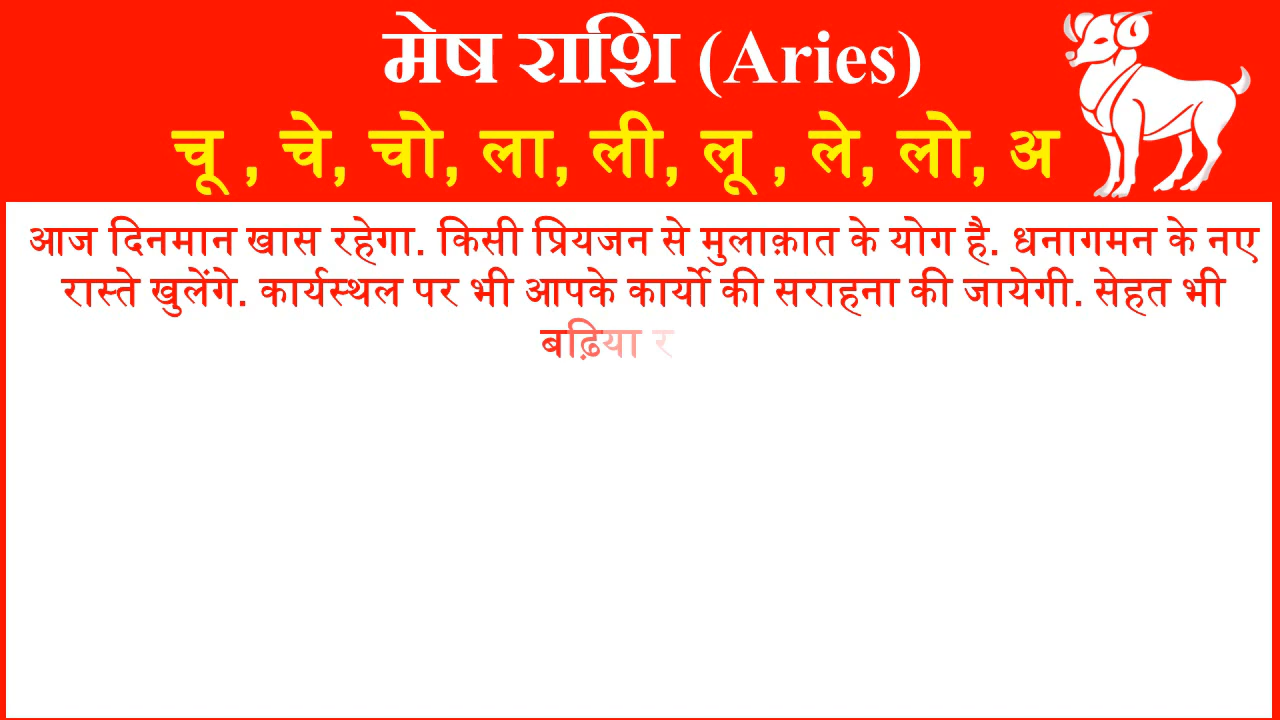 मेष राशि (Aries)
चू , चे, चो, ला, ली, लू , ले, लो, अ
आज दिनमान खास रहेगा. किसी प्रियजन से मुलाक़ात के योग है. धनागमन के नए
रास्ते खुलेंगे. कार्यस्थल पर भी आपके कार्यो की सराहना की जायेगी. सेहत भी
बढ़िया र